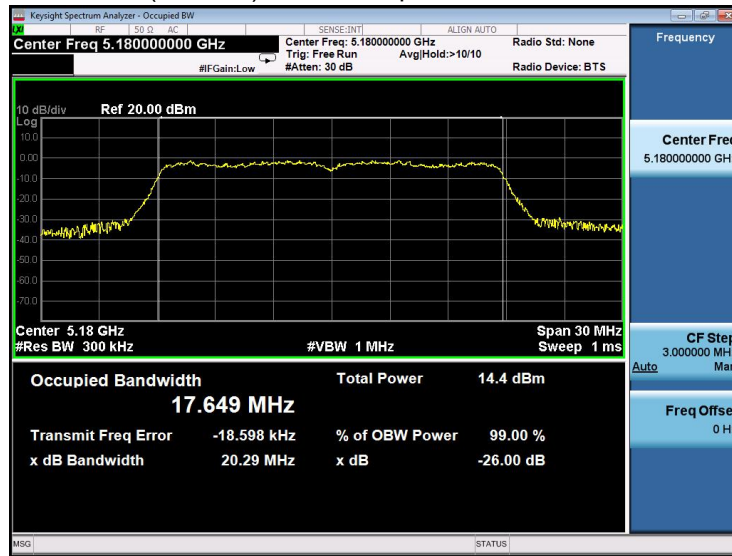 Keysight Spectrum Analyzer - Occupied BW
RF 50 Ω AC SENSE:INT ALIGN AUTO
Center Freq 5.180000000 GHz
Center Freq: 5.180000000 GHz Radio Std: None
Trig: Free Run Avg|Hold:>10/10
#IFGain:Low #Atten: 30 dB Radio Device: BTS
Frequency
10 dB/div Ref 20.00 dBm
Log
10.0
0.00
-10.0
-20.0
-30.0
-40.0
-50.0
-60.0
-70.0
Center 5.18 GHz Span 30 MHz
#Res BW 300 kHz #VBW 1 MHz Sweep 1 ms
Occupied Bandwidth Total Power 14.4 dBm
17.649 MHz
Transmit Freq Error -18.598 kHz % of OBW Power 99.00 %
x dB Bandwidth 20.29 MHz x dB -26.00 dB
Center Fre
5.180000000 GH
CF Step
3.000000 MH
Auto Mar
Freq Offse
0 H
MSG STATUS